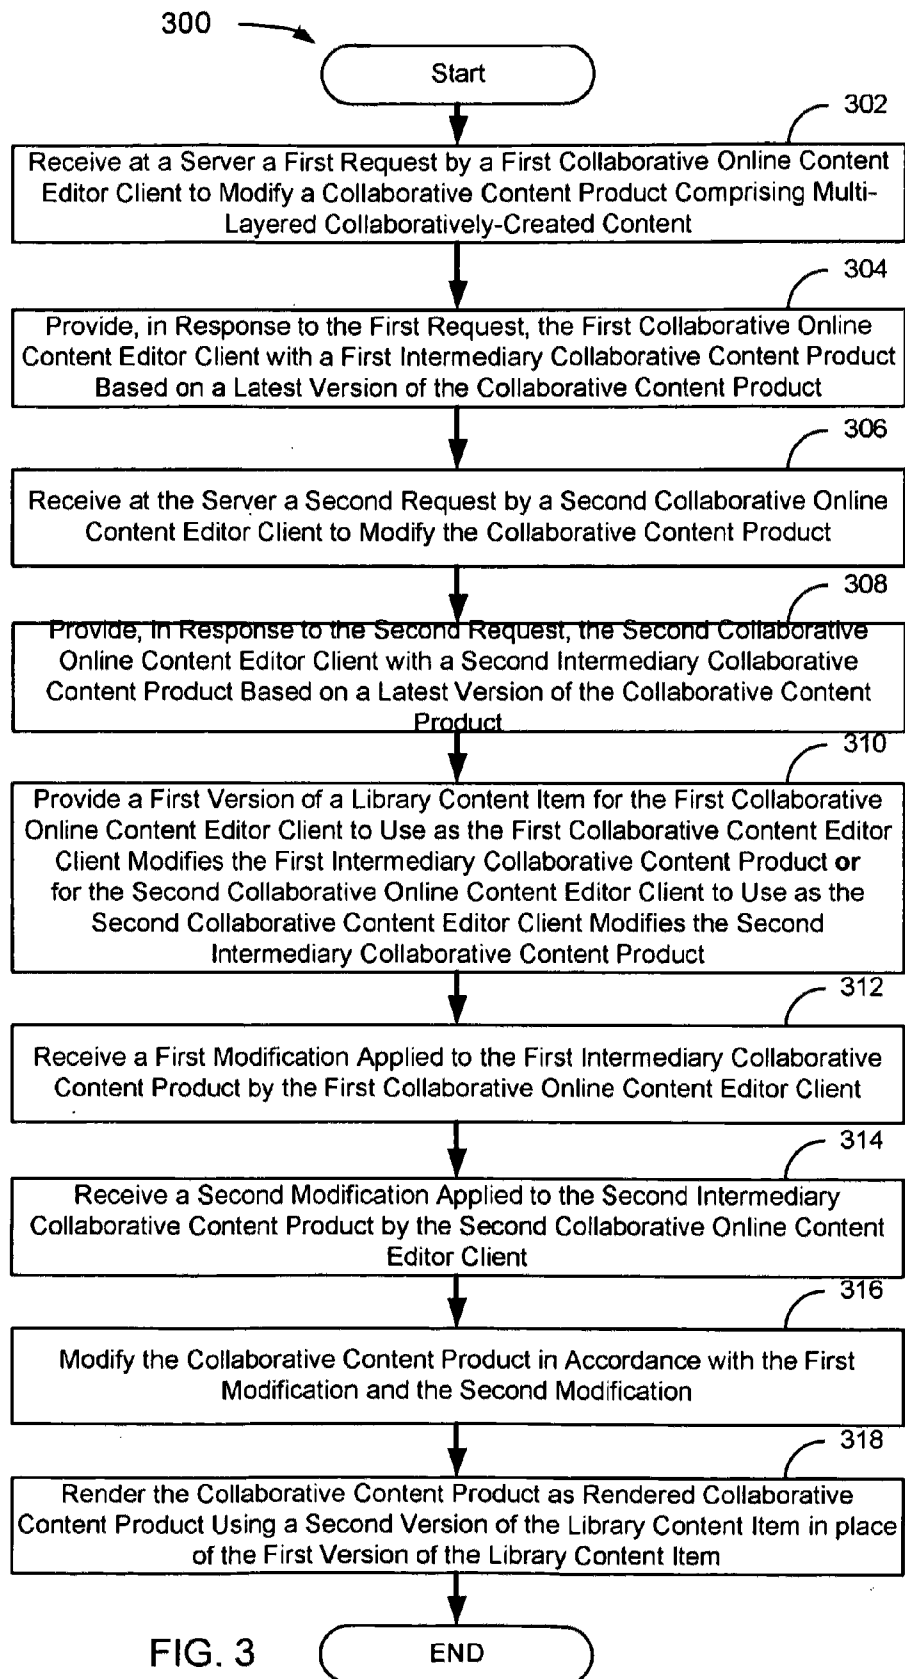 300
Start
302
Receive at a Server a First Request by a First Collaborative Online Content
Editor Client to Modify a Collaborative Content Product Comprising Multi-
Layered Collaboratively-Created Content
304
Provide, in Response to the First Request, the First Collaborative Online
Content Editor Client with a First Intermediary Collaborative Content Product
Based on a Latest Version of the Collaborative Content Product
306
Receive at the Server a Second Request by a Second Collaborative Online
Content Editor Client to Modify the Collaborative Content Product
308
Provide, in Response to the Second Request, the Second Collaborative
Online Content Editor Client with a Second Intermediary Collaborative
Content Product Based on a Latest Version of the Collaborative Content
Product
310
Provide a First Version of a Library Content Item for the First Collaborative
Online Content Editor Client to Use as the First Collaborative Content Editor
Client Modifies the First Intermediary Collaborative Content Product or
for the Second Collaborative Online Content Editor Client to Use as the
Second Collaborative Content Editor Client Modifies the Second
Intermediary Collaborative Content Product
312
Receive a First Modification Applied to the First Intermediary Collaborative
Content Product by the First Collaborative Online Content Editor Client
314
Receive a Second Modification Applied to the Second Intermediary
Collaborative Content Product by the Second Collaborative Online Content
Editor Client
316
Modify the Collaborative Content Product in Accordance with the First
Modification and the Second Modification
318
Render the Collaborative Content Product as Rendered Collaborative
Content Product Using a Second Version of the Library Content Item in place
of the First Version of the Library Content Item
FIG. 3
END